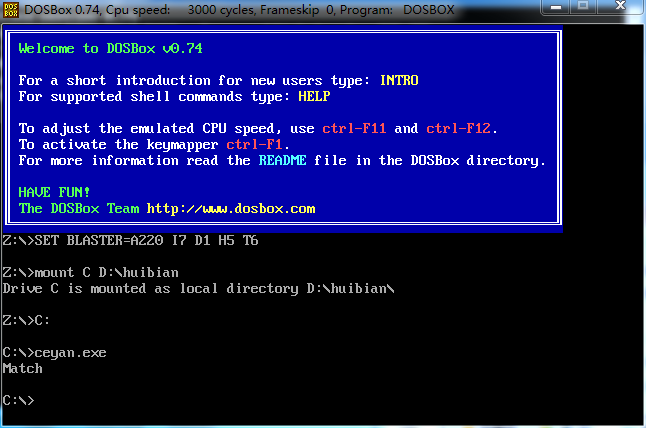 DOSBox 0.74, Cpu speed: 3000 cycles, Frameskip 0, Program: DOSBOX
Welcome to DOSBox v0.74
For a short introduction for new users type: INTRO
For supported shell commands type: HELP
To adjust the emulated CPU speed, use ctrl-F11 and ctrl-F12.
To activate the keymapper ctrl-F1.
For more information read the README file in the DOSBox directory.
HAVE FUN!
The DOSBox Team http://www.dosbox.com
Z:\>SET BLASTER=A220 I7 D1 H5 T6
Z:\>mount C D:\huibian
Drive C is mounted as local directory D:\huibian\
Z:\>C:
C:\>ceyan.exe
Match
C:\>